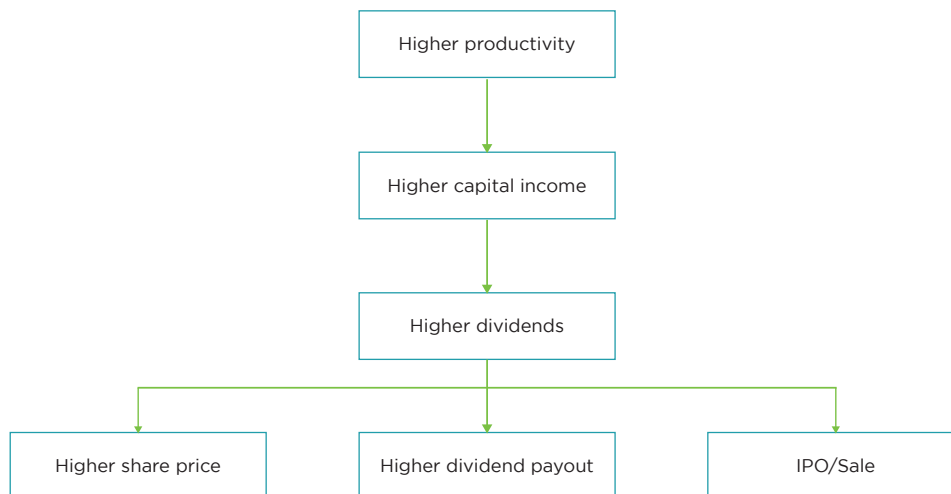 Higher productivity
Higher capital income
Higher dividends
Higher share price
Higher dividend payout
IPO/Sale